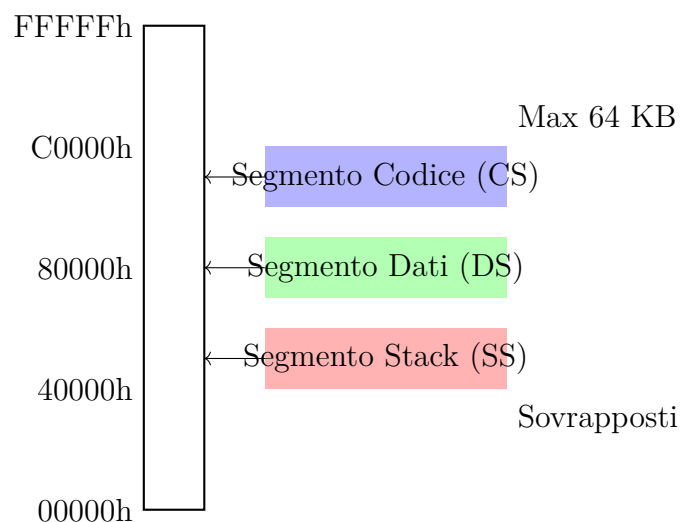 FFFFFh
Max 64 KB
C0000h
Segmento Codice (CS)
80000h
Segmento Dati (DS)
Segmento Stack (SS)
40000h
Sovrapposti
00000h